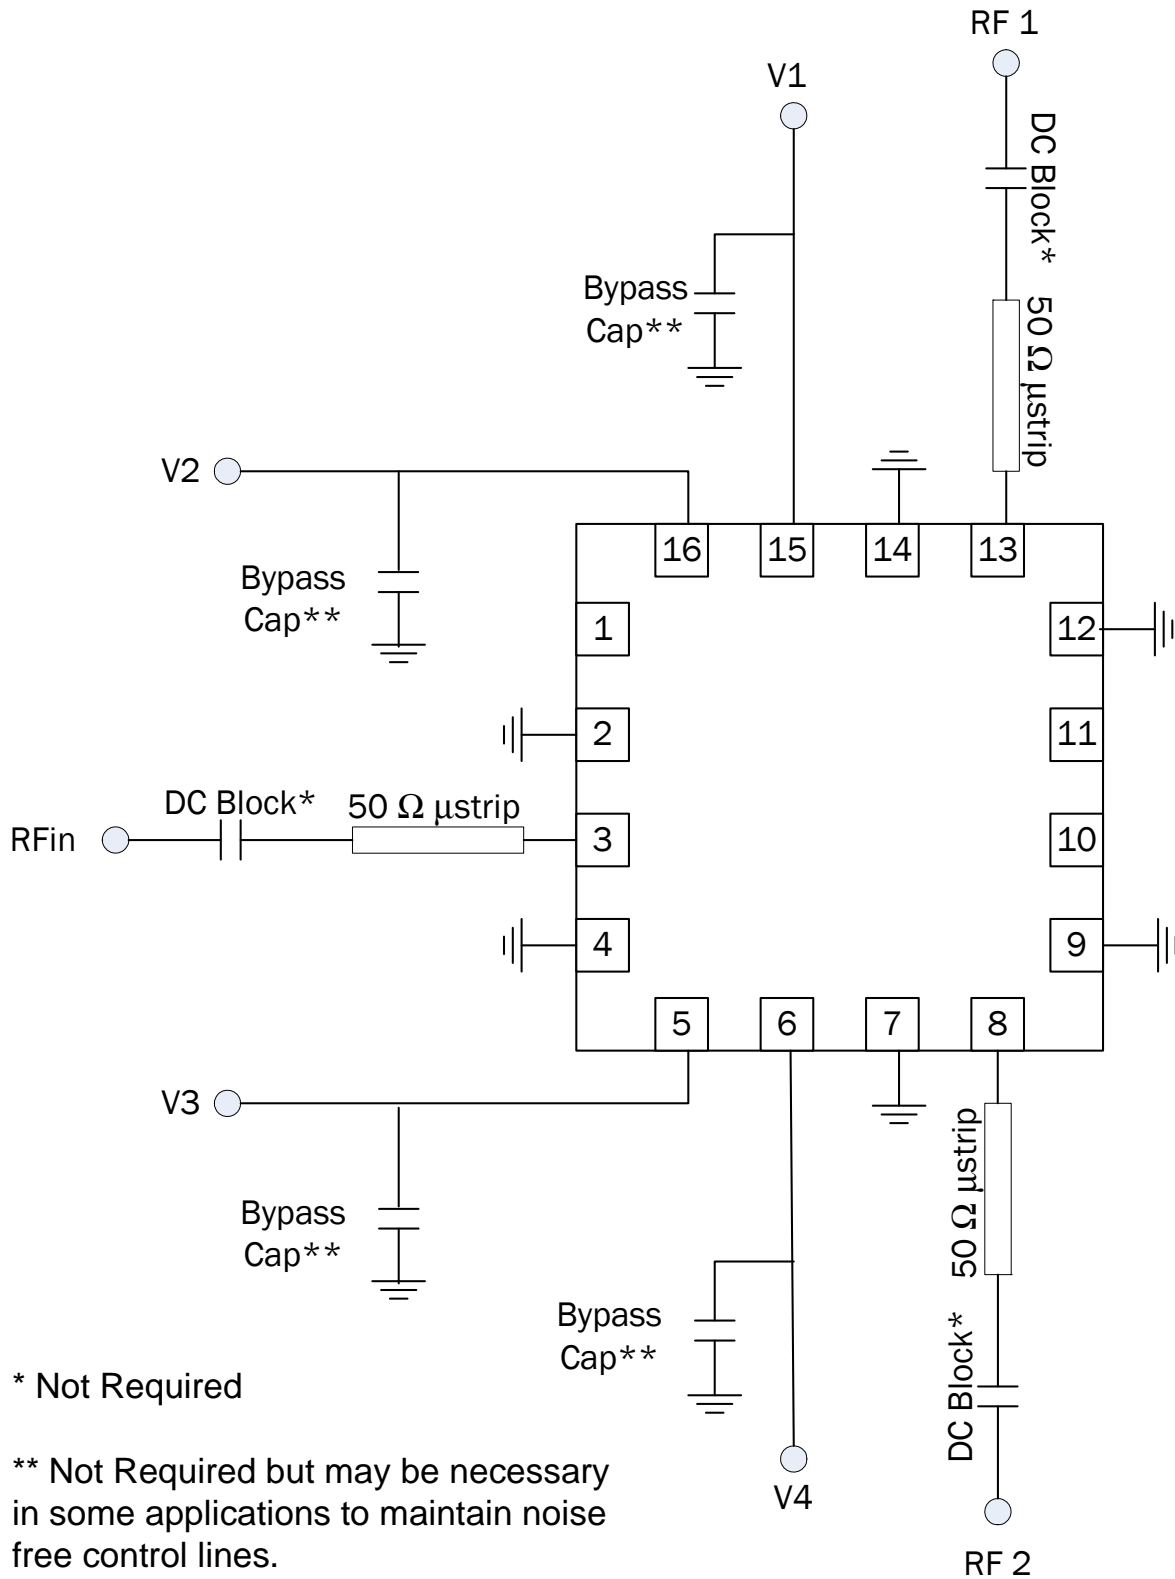 RF 1
V1
DC Block*
Bypass
Cap**
50 Ω µstrip
V2
16
15
14
13
Bypass
Cap**
1
12
2
11
DC Block*
50 Ω µstrip
RFin
3
10
4
9
5
6
7
8
V3
50 Ω µstrip
Bypass
Cap**
Bypass
Cap**
DC Block*
* Not Required
** Not Required but may be necessary
in some applications to maintain noise
free control lines.
V4
RF 2